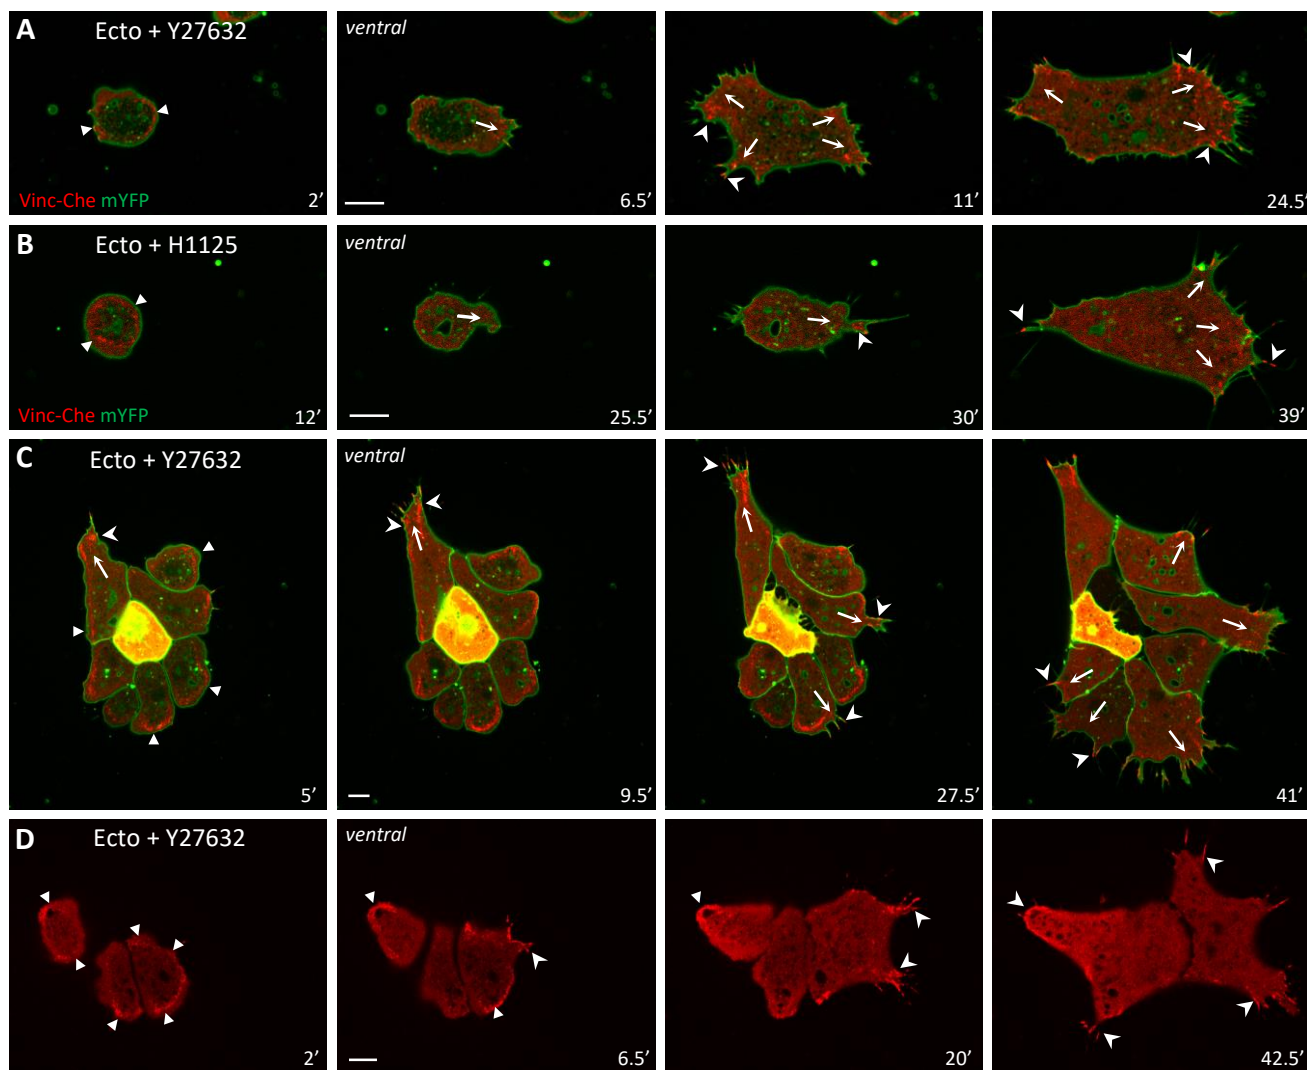 A Ecto + Y27632 ventral
Vinc-Che mYFP 2’ 6.5’ 11’ 24.5’
B Ecto + H1125 ventral
Vinc-Che mYFP 12’ 25.5’ 30’ 39’
C Ecto + Y27632 ventral
5’ 9.5’ 27.5’ 41’
D Ecto + Y27632 ventral
2’ 6.5’ 20’ 42.5’